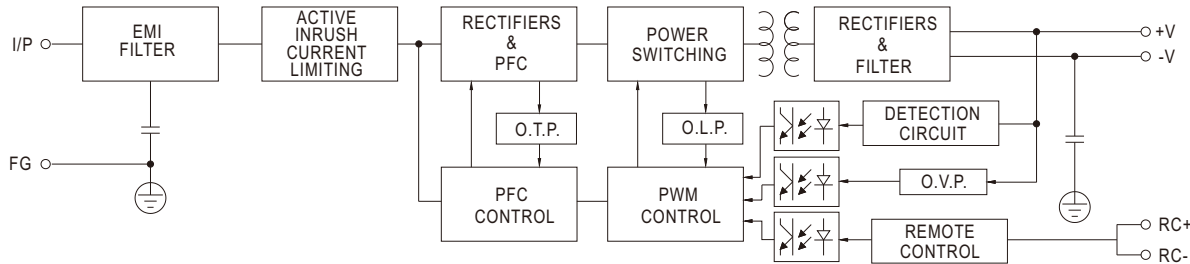 I/P
EMI
FILTER
ACTIVE
INRUSH
CURRENT
LIMITING
RECTIFIERS
&
PFC
POWER
SWITCHING
RECTIFIERS
&
FILTER
+V
-V
O.T.P.
O.L.P.
DETECTION
CIRCUIT
FG
PFC
CONTROL
PWM
CONTROL
O.V.P.
REMOTE
CONTROL
RC+
RC-